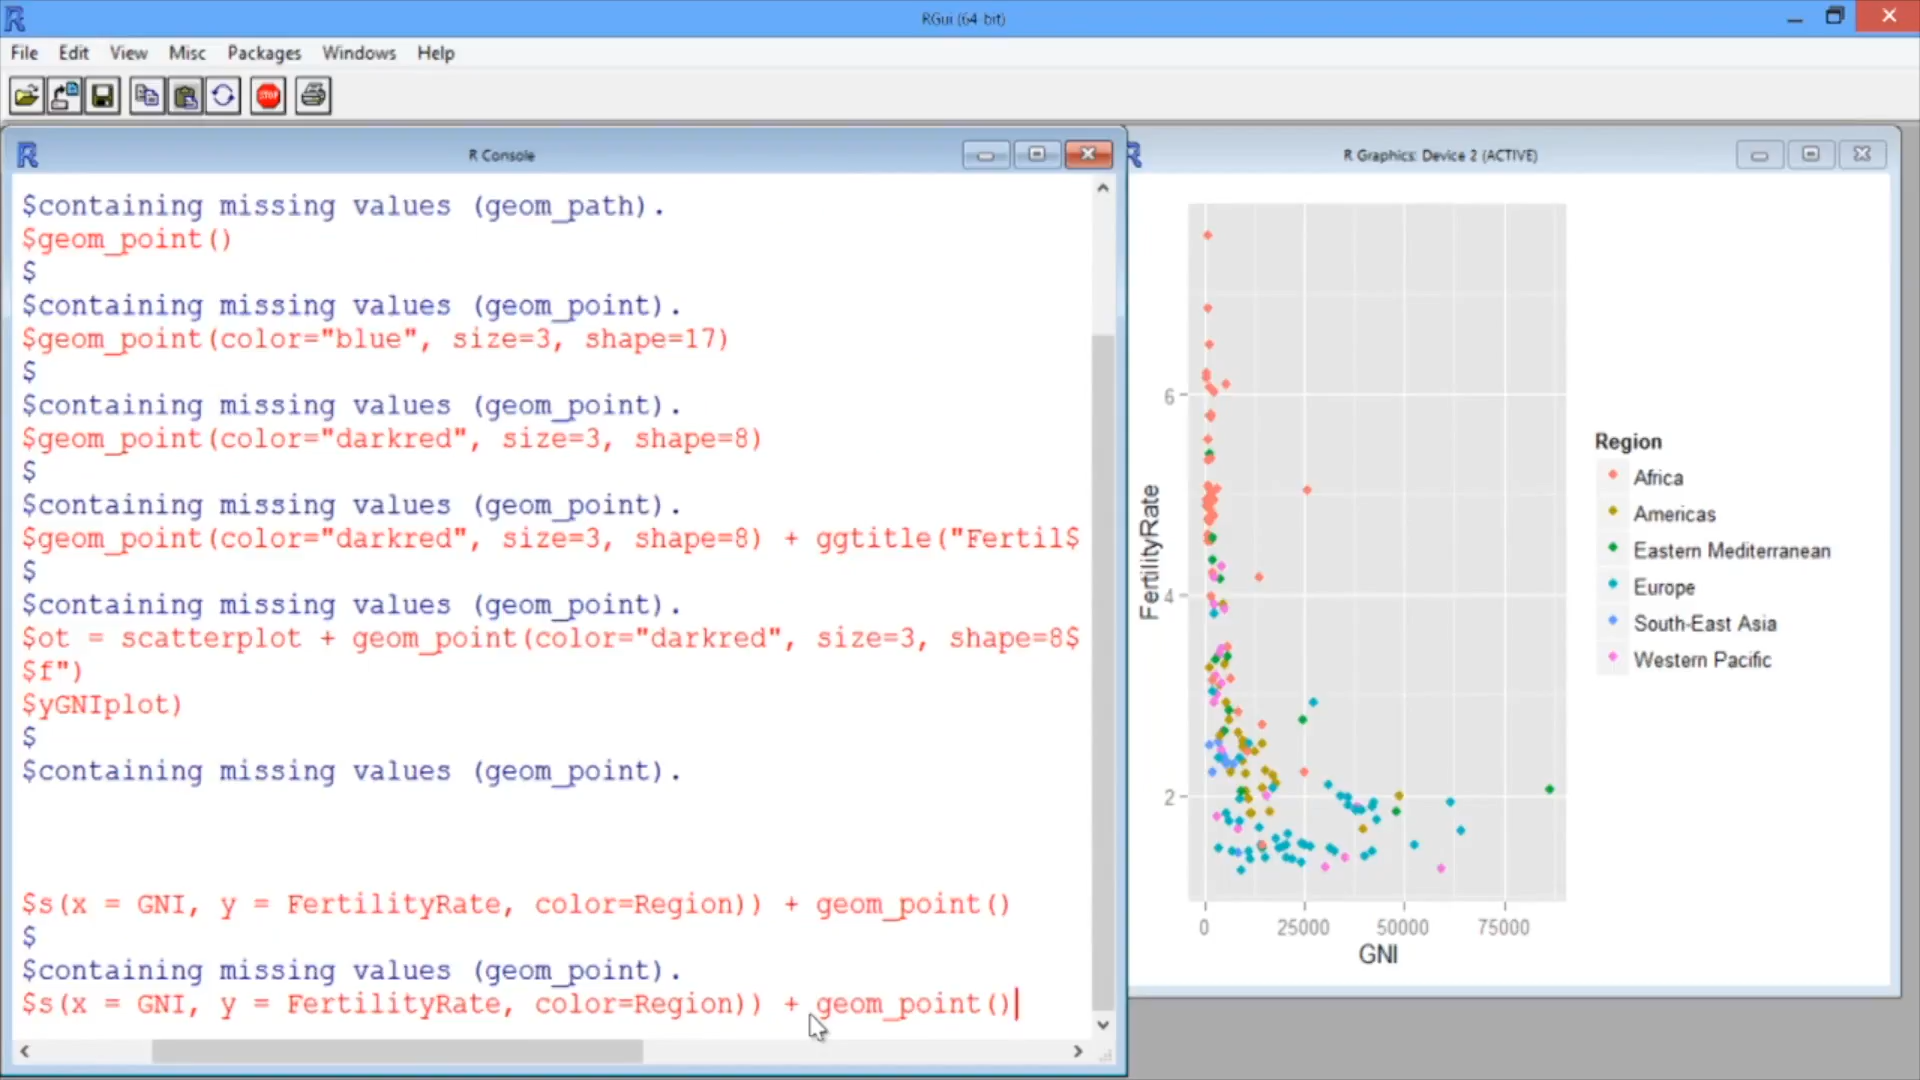 RGui (64-bit)
File Edit View Misc Packages Windows Help
STOP
R Console
$containing missing values (geom_path).
$geom_point()
$
$containing missing values (geom_point).
$geom_point(color="blue", size=3, shape=17)
$
$containing missing values (geom_point).
$geom_point(color="darkred", size=3, shape=8)
$
$containing missing values (geom_point).
$geom_point(color="darkred", size=3, shape=8) + ggtitle("Fertil$
$
$containing missing values (geom_point).
$ot = scatterplot + geom_point(color="darkred", size=3, shape=8$
$f")
$yGNIplot)
$
$containing missing values (geom_point).
$s(x = GNI, y = FertilityRate, color=Region)) + geom_point()
$
$containing missing values (geom_point).
$s(x = GNI, y = FertilityRate, color=Region)) + geom_point()
R Graphics: Device 2 (ACTIVE)
FertilityRate
6
4
2
0 25000 50000 75000
GNI
Region
Africa
Americas
Eastern Mediterranean
Europe
South-East Asia
Western Pacific